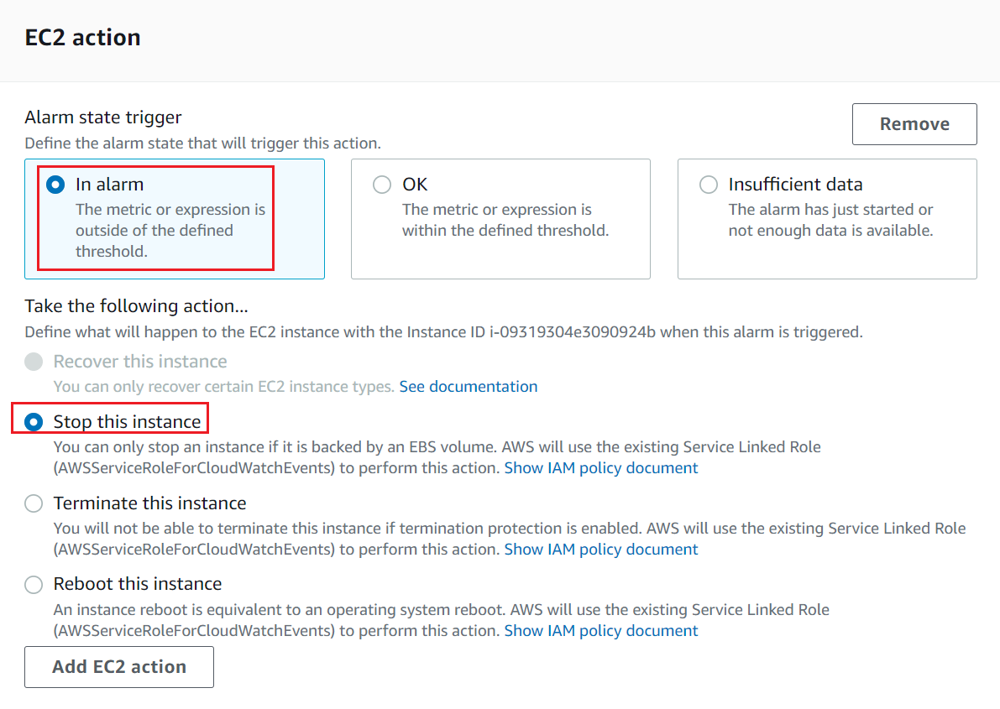 EC2 action
Alarm state trigger
Remove
Define the alarm state that will trigger this action.
In alarm
The metric or expression is
outside of the defined
threshold.
OK
The metric or expression is
within the defined threshold.
Insufficient data
The alarm has just started or
not enough data is available.
Take the following action...
Define what will happen to the EC2 instance with the Instance ID i-09319304e3090924b when this alarm is triggered.
Recover this instance
You can only recover certain EC2 instance types. See documentation
Stop this instance
You can only stop an instance if it is backed by an EBS volume. AWS will use the existing Service Linked Role
(AWSServiceRoleForCloudWatchEvents) to perform this action. Show IAM policy document
Terminate this instance
You will not be able to terminate this instance if termination protection is enabled. AWS will use the existing Service Linked Role
(AWSServiceRoleForCloudWatchEvents) to perform this action. Show IAM policy document
Reboot this instance
An instance reboot is equivalent to an operating system reboot. AWS will use the existing Service Linked Role
(AWSServiceRoleForCloudWatchEvents) to perform this action. Show IAM policy document
Add EC2 action